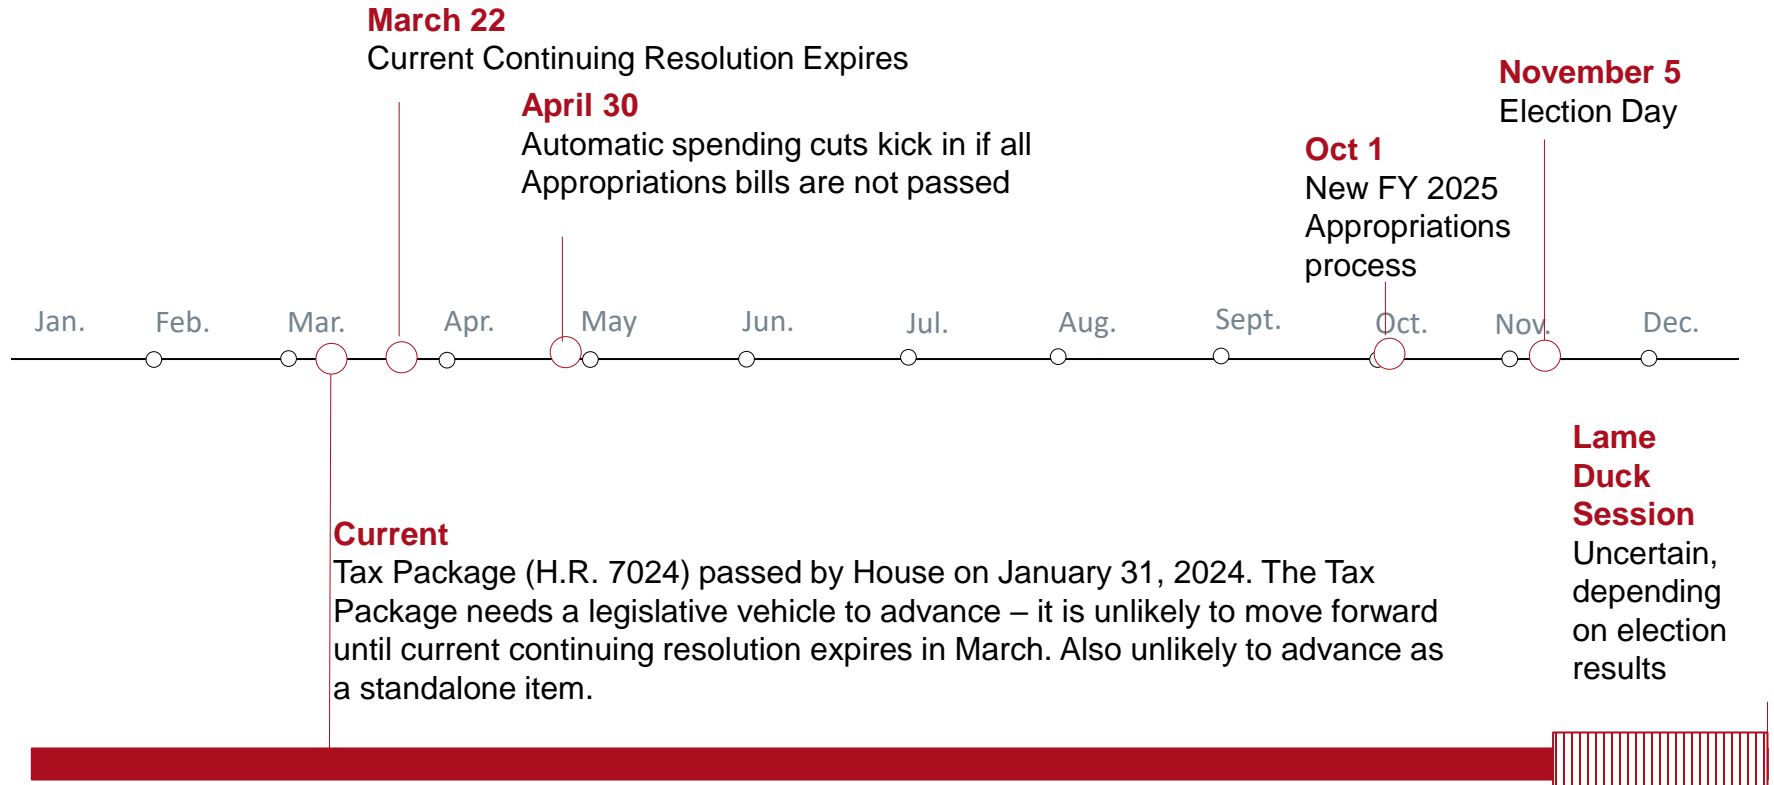 March 22
Current Continuing Resolution Expires
April 30
Automatic spending cuts kick in if all
Appropriations bills are not passed
November 5
Election Day
Oct 1
New FY 2025
Appropriations
process
Jan.
Feb.
Mar.
Apr.
May
Jun.
Jul.
Aug.
Sept.
Oct.
Nov.
Dec.
Current
Tax Package (H.R. 7024) passed by House on January 31, 2024. The Tax
Package needs a legislative vehicle to advance – it is unlikely to move forward
until current continuing resolution expires in March. Also unlikely to advance as
a standalone item.
Lame
Duck
Session
Uncertain,
depending
on election
results